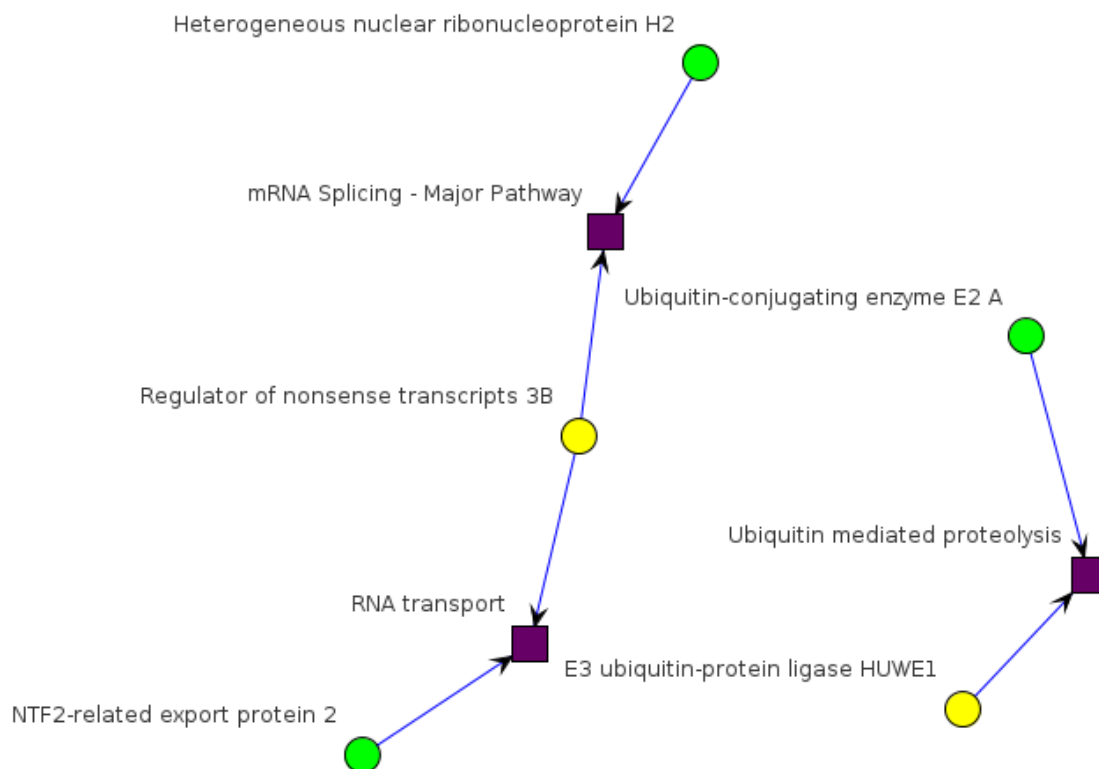 Heterogeneous nuclear ribonucleoprotein H2
mRNA Splicing - Major Pathway
Ubiquitin-conjugating enzyme E2 A
Regulator of nonsense transcripts 3B
Ubiquitin mediated proteolysis
RNA transport
E3 ubiquitin-protein ligase HUWE1
NTF2-related export protein 2